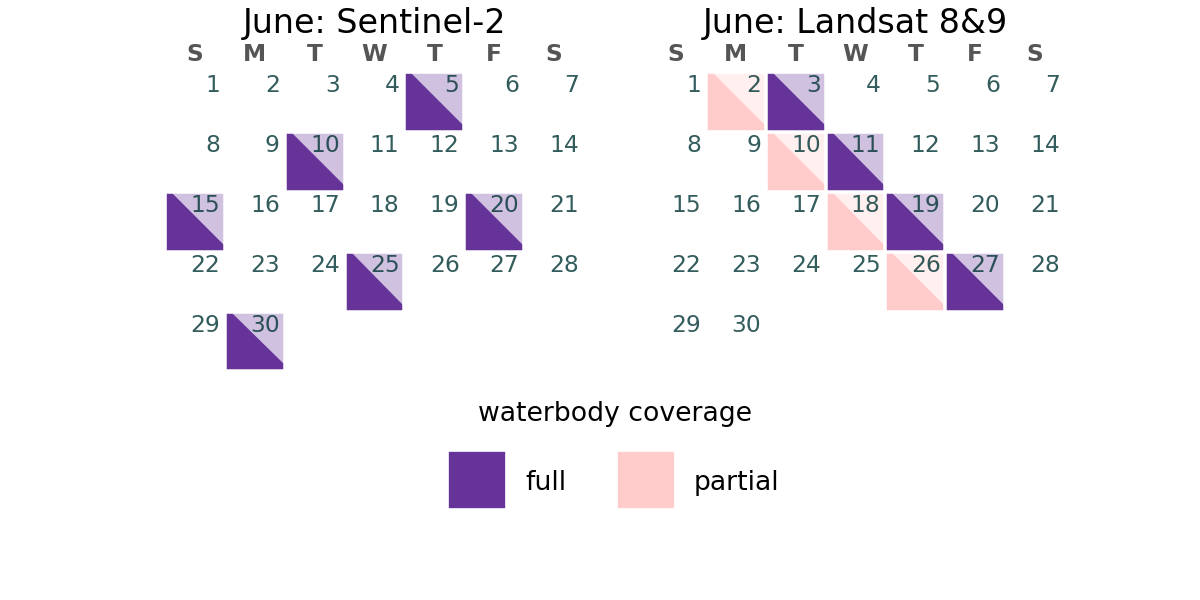 June: Sentinel-2
S M T W T F S
1 2 3 4 5 6 7
8 9 10 11 12 13 14
15 16 17 18 19 20 21
22 23 24 25 26 27 28
29 30
June: Landsat 8&9
S M T W T F S
1 2 3 4 5 6 7
8 9 10 11 12 13 14
15 16 17 18 19 20 21
22 23 24 25 26 27 28
29 30
waterbody coverage
full partial